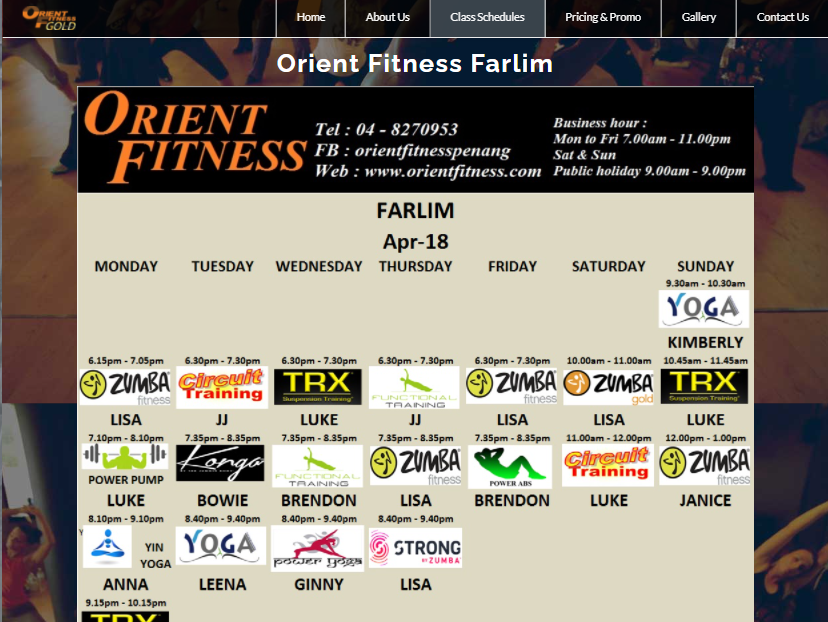 ORIENT FITNESS GOLD
Home About Us Class Schedules Pricing & Promo Gallery Contact Us
Orient Fitness Farlim
ORIENT FITNESS
Tel : 04 - 8270953
FB : orientfitnesspenang
Web : www.orientfitness.com
Business hour :
Mon to Fri 7.00am - 11.00pm
Sat & Sun
Public holiday 9.00am - 9.00pm
FARLIM
Apr-18
MONDAY TUESDAY WEDNESDAY THURSDAY FRIDAY SATURDAY SUNDAY
9.30am - 10.30am
YOGA
KIMBERLY
6.15pm - 7.05pm 6.30pm - 7.30pm 6.30pm - 7.30pm 6.30pm - 7.30pm 6.30pm - 7.30pm 10.00am - 11.00am 10.45am - 11.45am
ZUMBA fitness Circuit Training TRX Suspension Training FUNCTIONAL TRAINING ZUMBA fitness ZUMBA gold TRX Suspension Training
LISA JJ LUKE JJ LISA LISA LUKE
7.10pm - 8.10pm 7.35pm - 8.35pm 7.35pm - 8.35pm 7.35pm - 8.35pm 7.35pm - 8.35pm 11.00am - 12.00pm 12.00pm - 1.00pm
POWER PUMP Konga FUNCTIONAL TRAINING ZUMBA fitness POWER ABS Circuit Training ZUMBA fitness
LUKE BOWIE BRENDON LISA BRENDON LUKE JANICE
8.10pm - 9.10pm 8.40pm - 9.40pm 8.40pm - 9.40pm 8.40pm - 9.40pm
YIN YOGA YOGA power yoga STRONG BY ZUMBA
ANNA LEENA GINNY LISA
9.15pm - 10.15pm
TRX